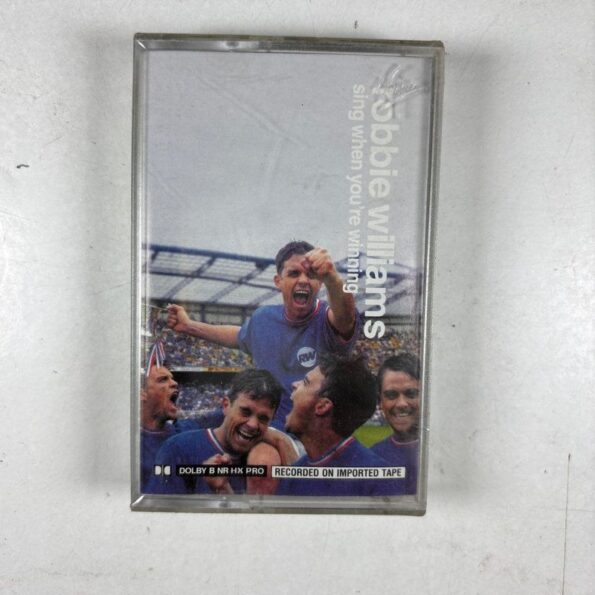 robbie williams
sing when you're winning
RW
DOLBY B NR HX PRO
RECORDED ON IMPORTED TAPE